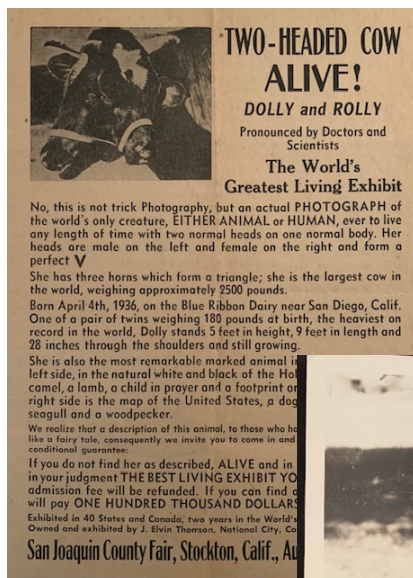 TWO-HEADED COW
ALIVE!
DOLLY and ROLLY
Pronounced by Doctors and
Scientists
The World's
Greatest Living Exhibit
No, this is not trick Photography, but an actual PHOTOGRAPH of
the world's only creature, EITHER ANIMAL or HUMAN, ever to live
any length of time with two normal heads on one normal body. Her
heads are male on the left and female on the right and form a
perfect V
She has three horns which form a triangle; she is the largest cow in
the world, weighing approximately 2500 pounds.
Born April 4th, 1936, on the Blue Ribbon Dairy near San Diego, Calif.
One of a pair of twins weighing 180 pounds at birth, the heaviest on
record in the world, Dolly stands 5 feet in height, 9 feet in length and
28 inches through the shoulders and still growing.
She is also the most remarkable marked animal
left side, in the natural white and black of the
camel, a lamb, a child in prayer and a footprint
right side is the map of the United States, a dog
seagull and a woodpecker.
We realize that a description of this animal, to those who
like a fairy tale, consequently we invite you to come in and
conditional guarantee:
If you do not find her as described, ALIVE and in
in your judgment THE BEST LIVING EXHIBIT
admission fee will be refunded. If you can find
will pay ONE HUNDRED THOUSAND DOLLARS
Exhibited in 40 States and Canada, two years in the World's
Owned and exhibited by J. Elvin Thomson, National City,
San Joaquin County Fair, Stockton, Calif.,